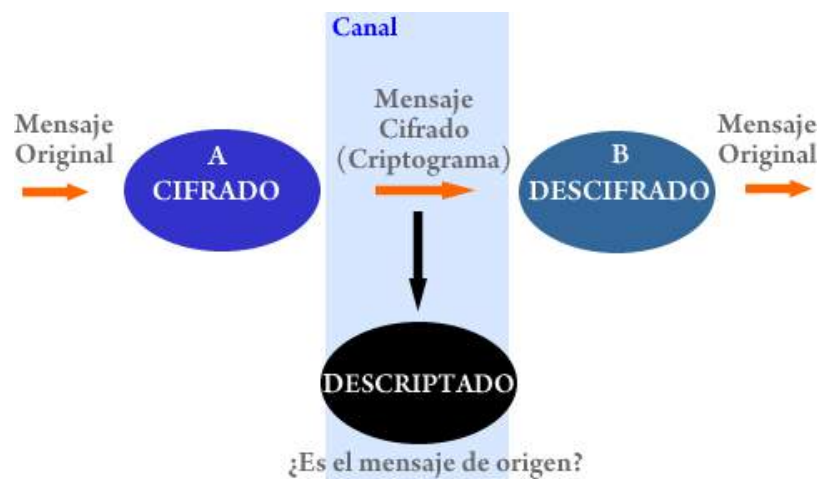 Canal
Mensaje
Original
A
CIFRADO
Mensaje
Cifrado
(Criptograma)
B
DESCIFRADO
Mensaje
Original
DESCRIPTADO
¿Es el mensaje de origen?